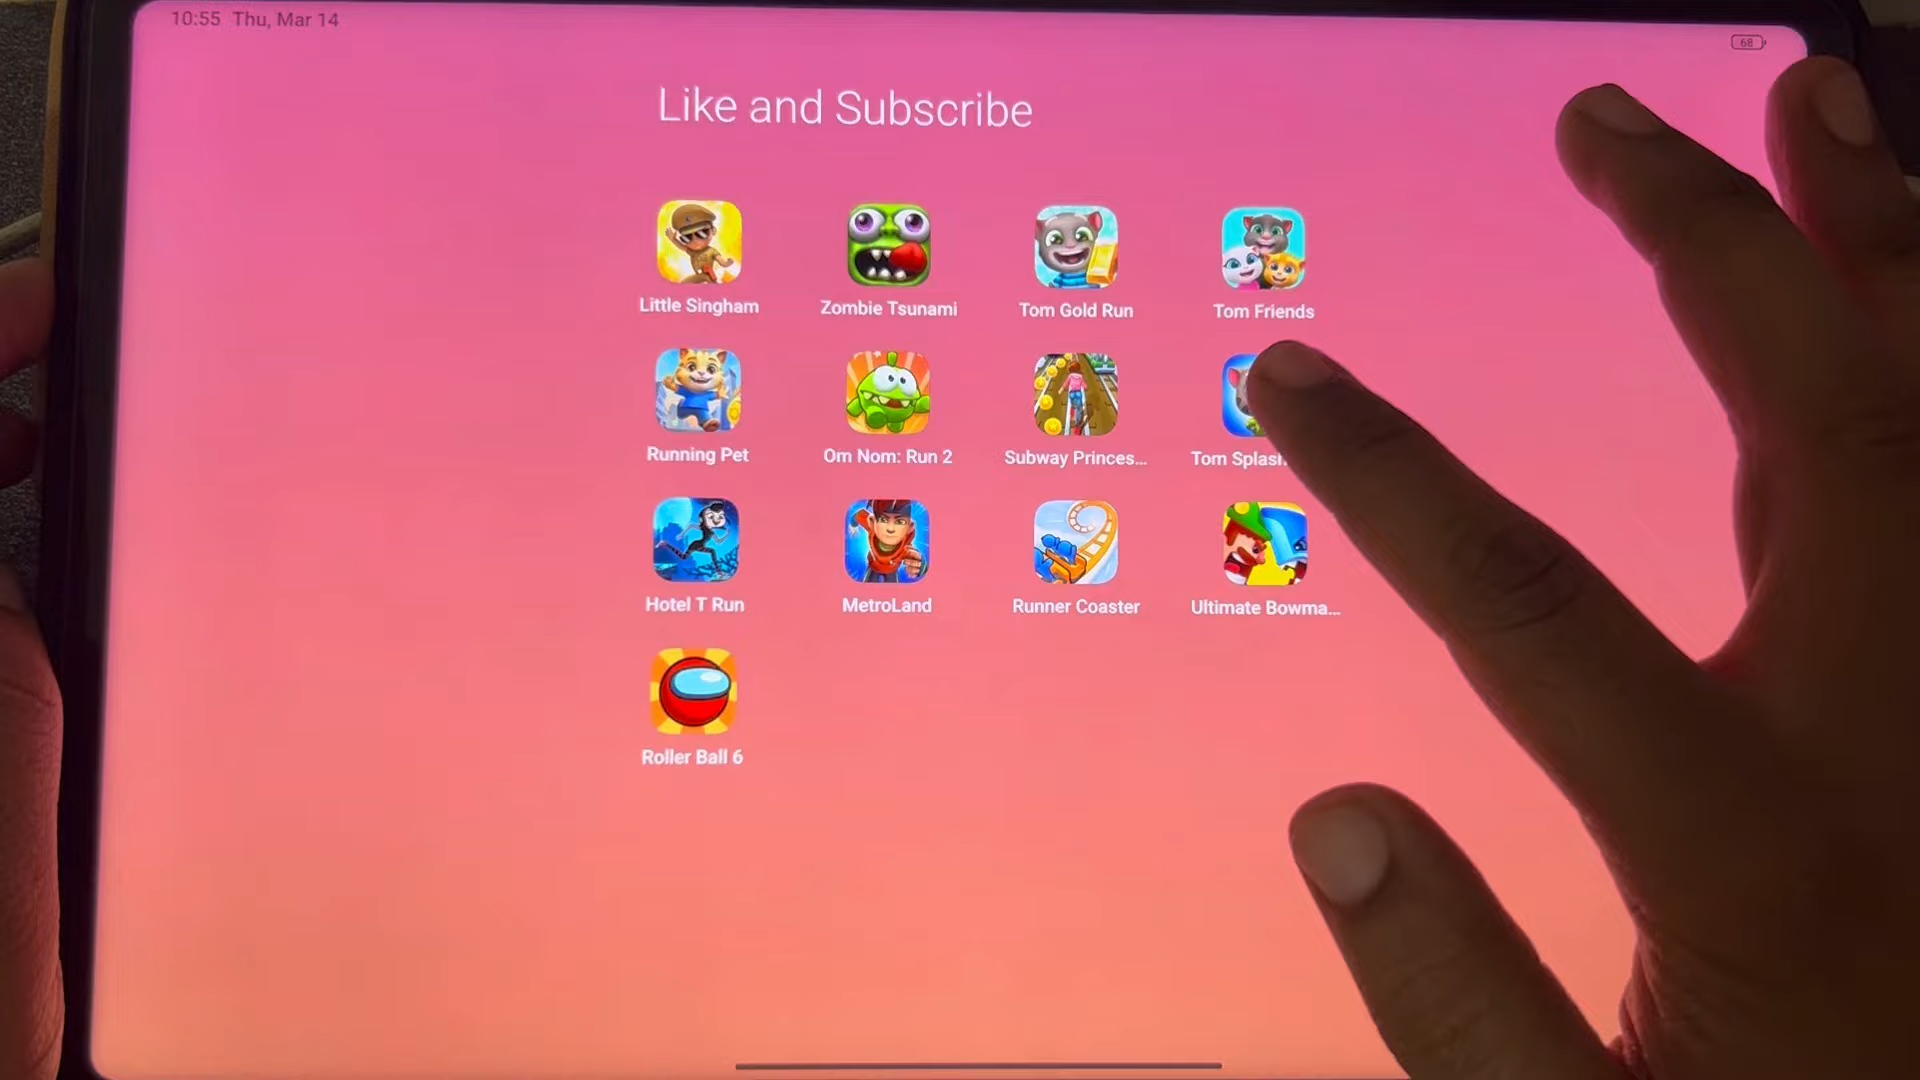 10:55 Thu, Mar 14
68
Like and Subscribe
Little Singham
Zombie Tsunami
Tom Gold Run
Tom Friends
Running Pet
Om Nom: Run 2
Subway Princes...
Tom Splash
Hotel T Run
MetroLand
Runner Coaster
Ultimate Bowma...
Roller Ball 6